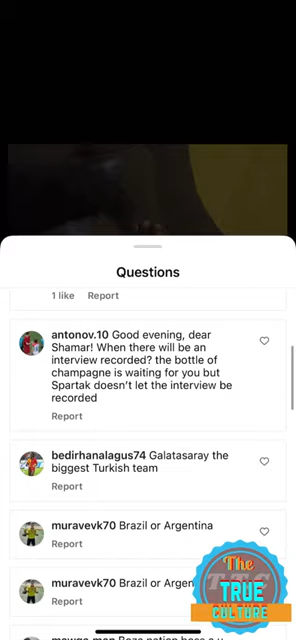 Questions
1 like Report
antonov.10 Good evening, dear
Shamar! When there will be an
interview recorded? the bottle of
champagne is waiting for you but
Spartak doesn't let the interview be
recorded
Report
bedirhanalagus74 Galatasaray the
biggest Turkish team
Report
muravevk70 Brazil or Argentina
Report
muravevk70 Brazil or Argen
Report
The
TTC
TRUE
CULTURE